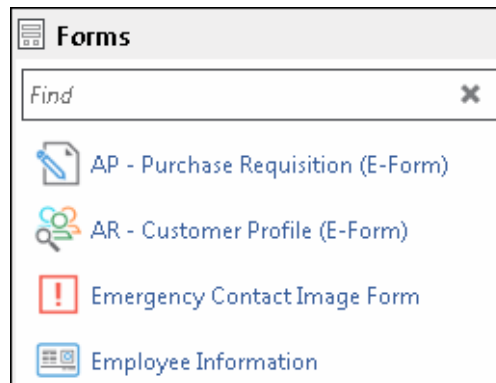 Forms
Find
AP - Purchase Requisition (E-Form)
AR - Customer Profile (E-Form)
Emergency Contact Image Form
Employee Information